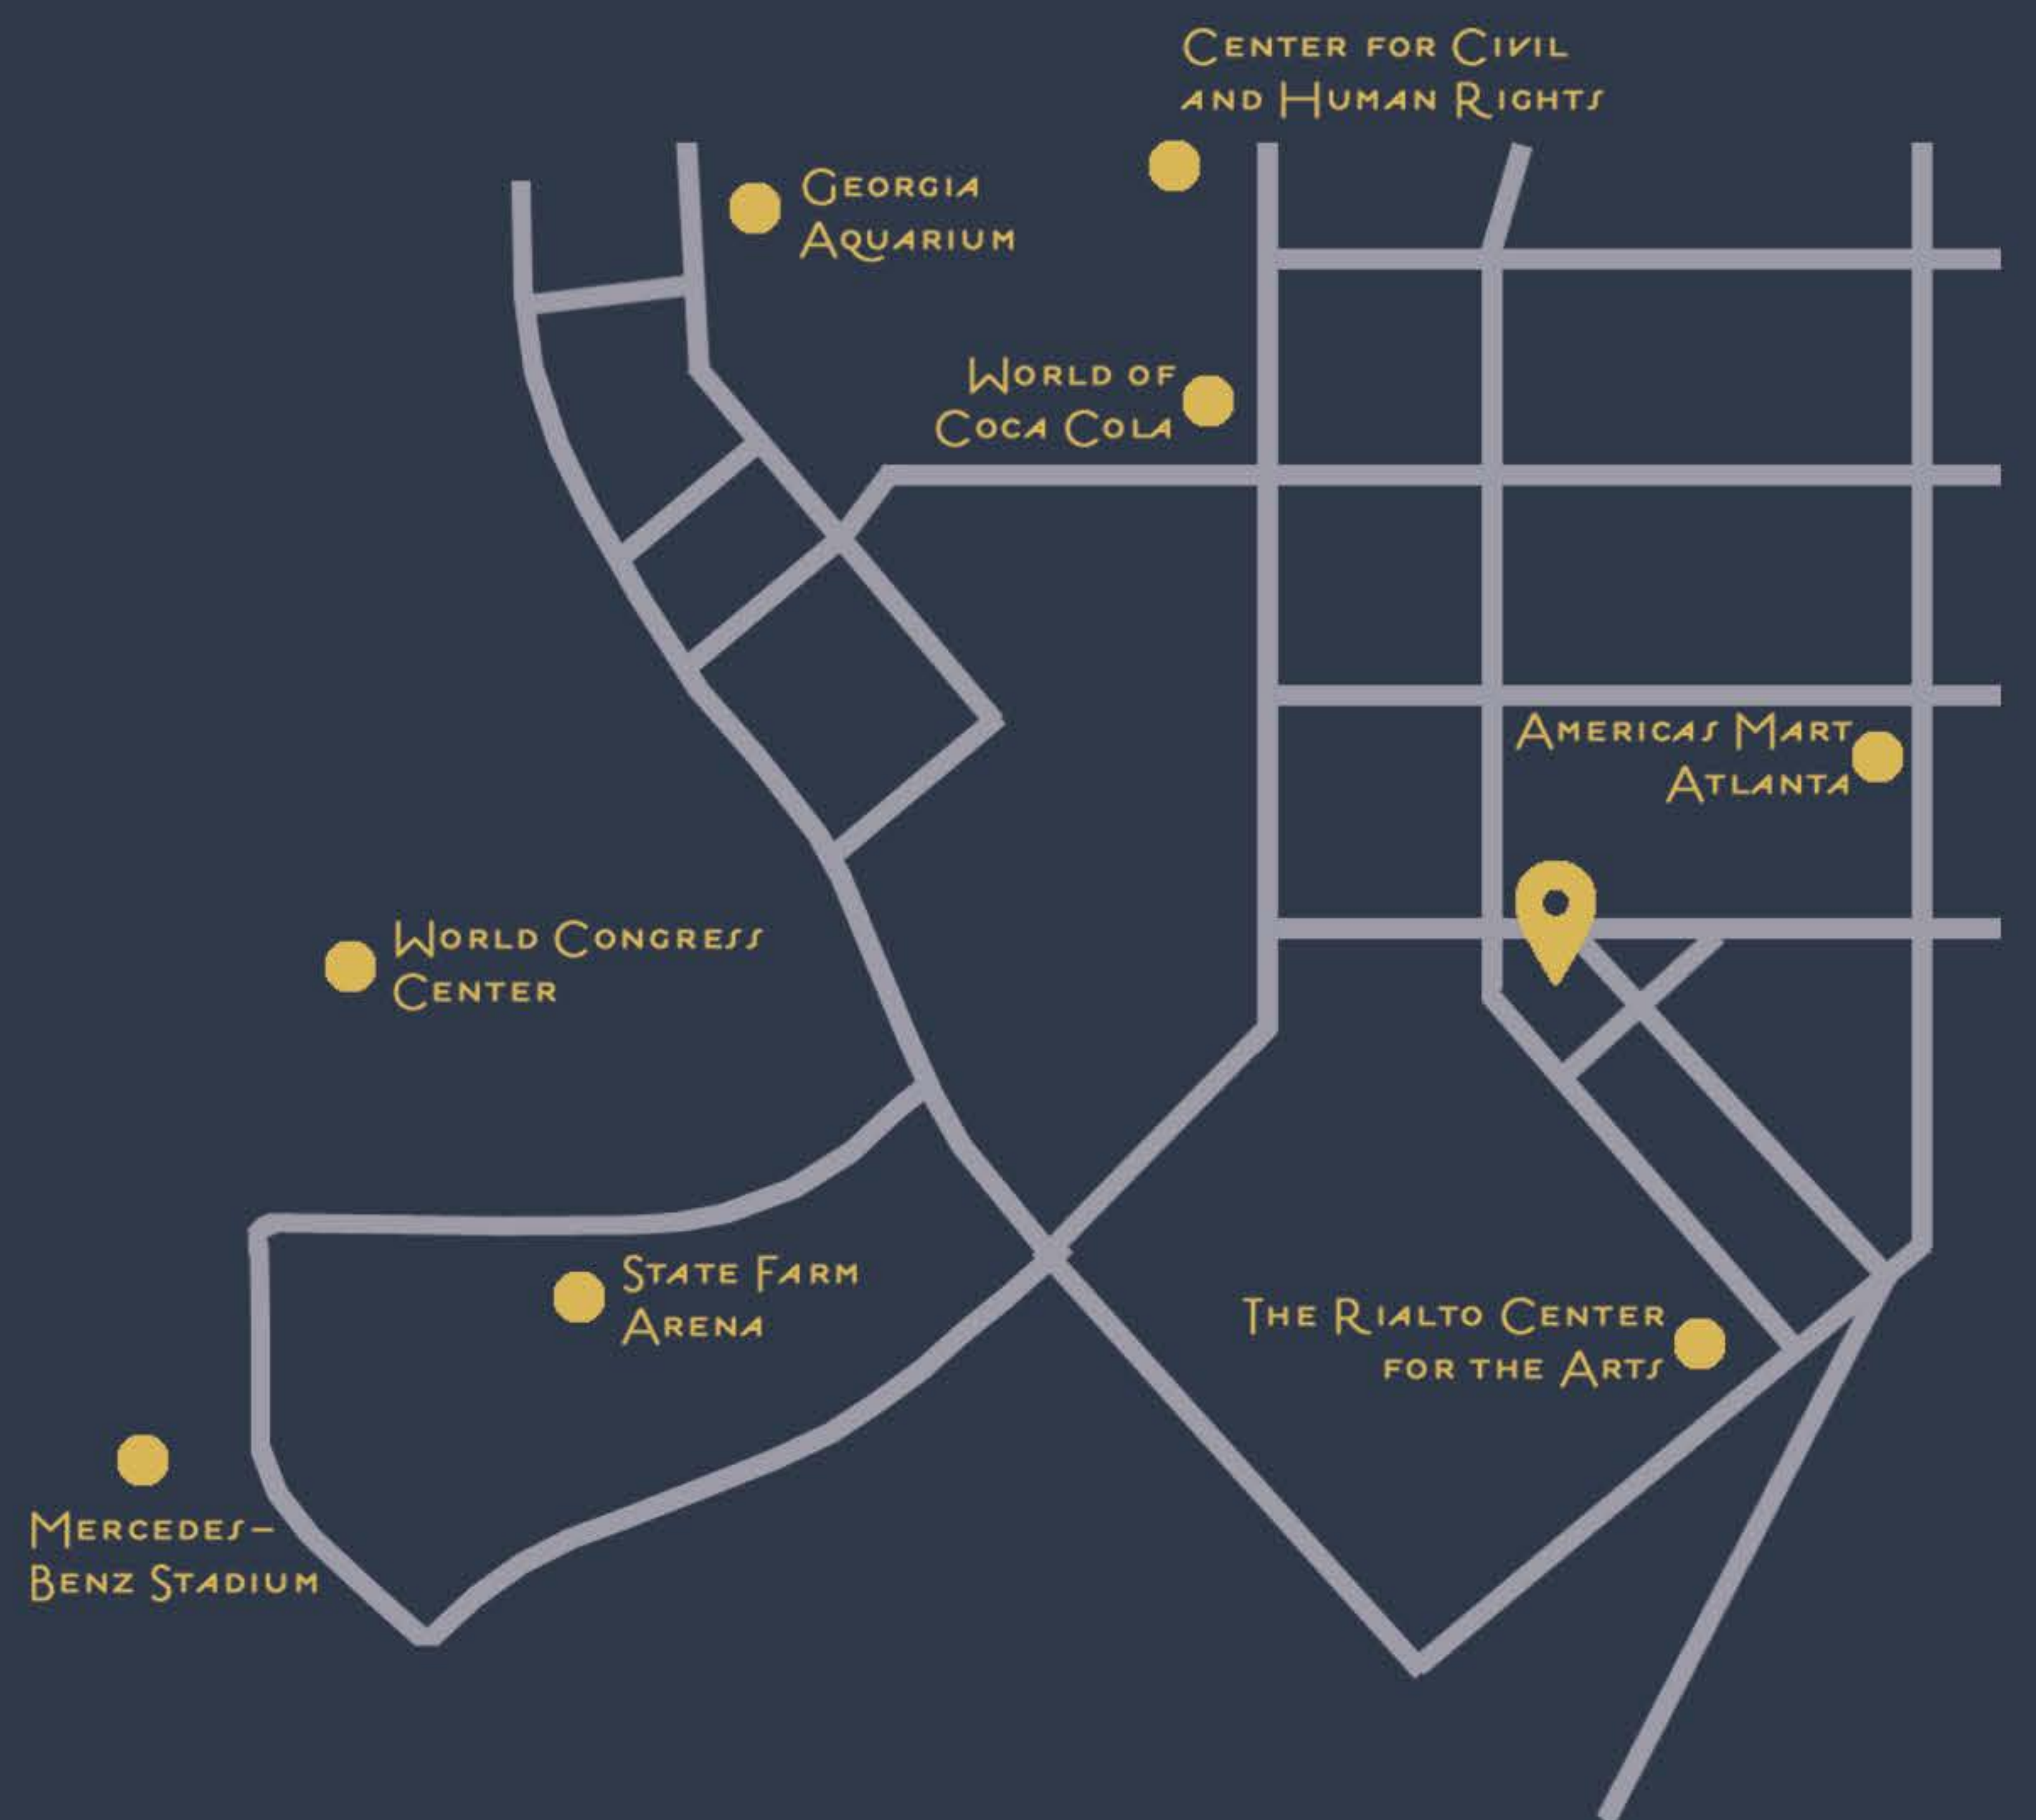 Center for Civil
and Human Rights
Georgia
Aquarium
World of
Coca Cola
Americas Mart
Atlanta
World Congress
Center
State Farm
Arena
The Rialto Center
for the Arts
Mercedes-
Benz Stadium